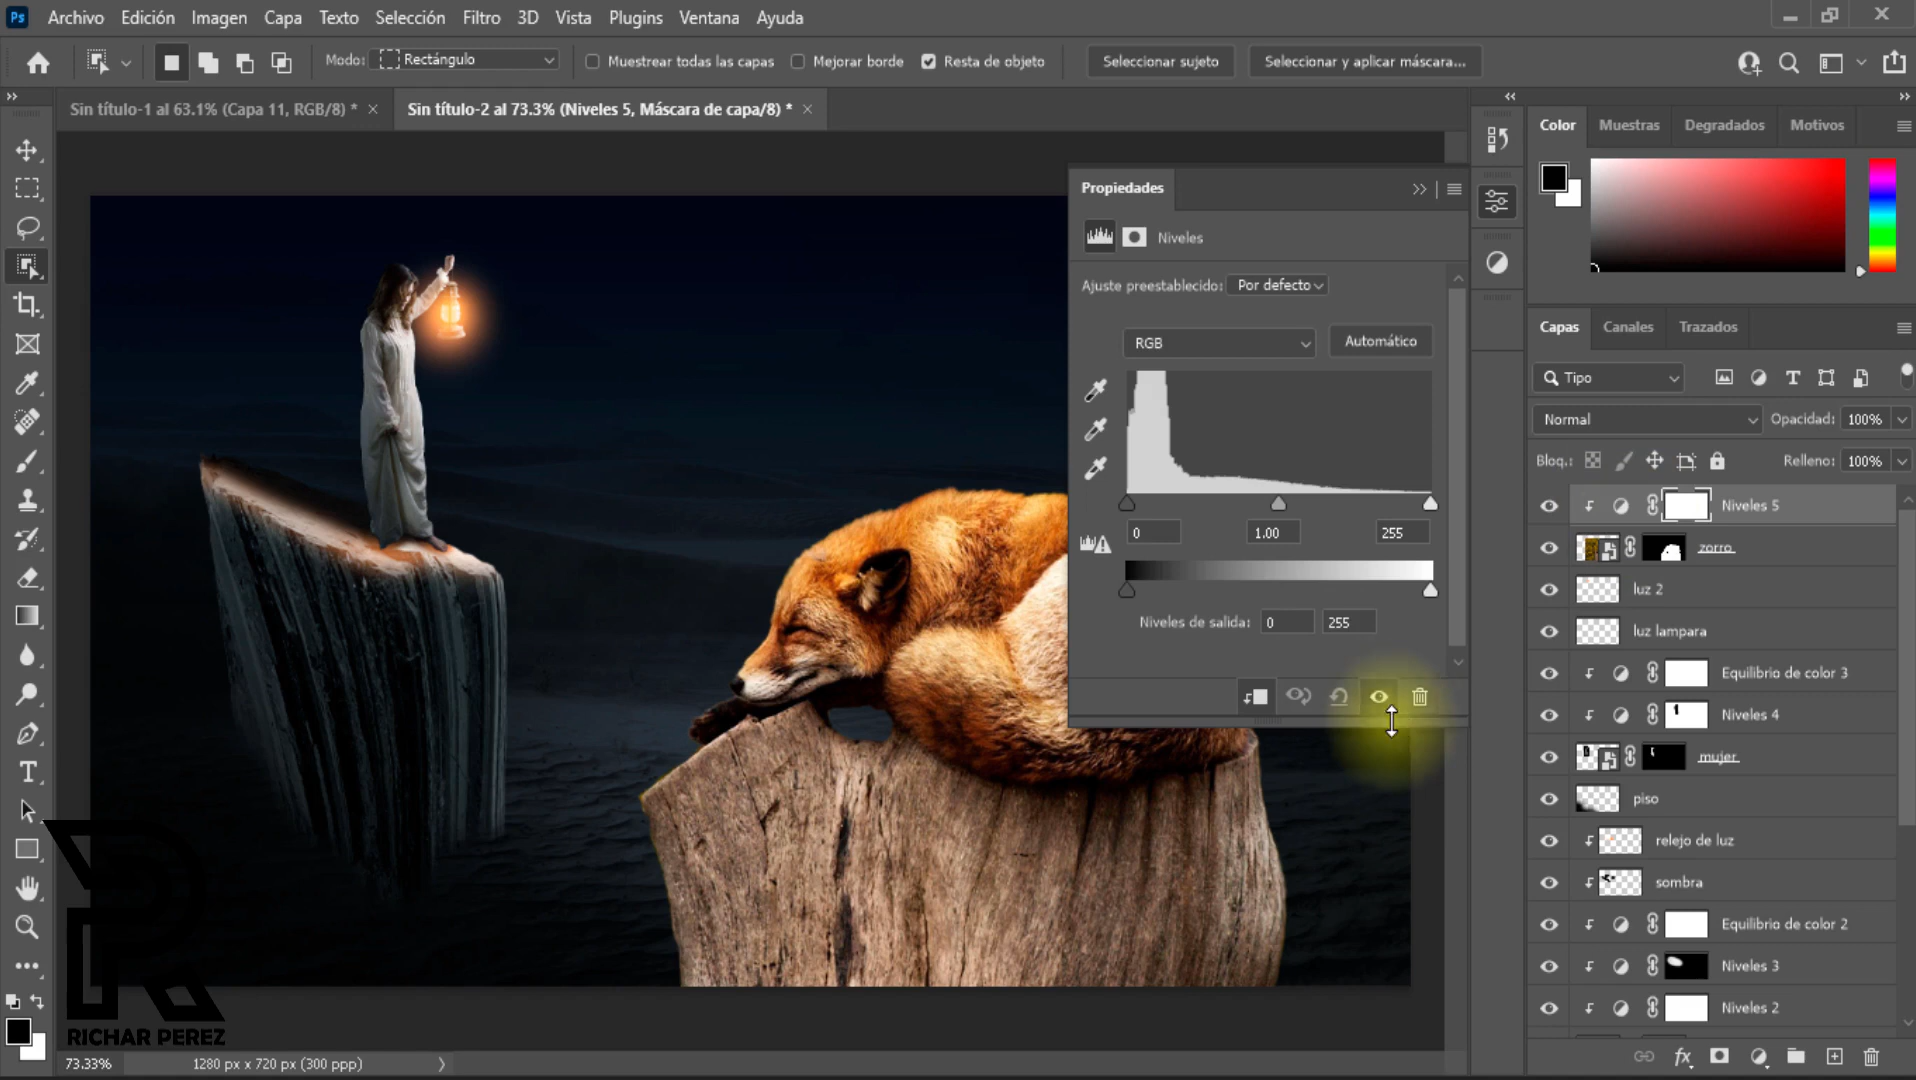 Ps Archivo Edición Imagen Capa Texto Selección Filtro 3D Vista Plugins Ventana Ayuda
Modo: Rectángulo Muestrear todas las capas Mejorar borde Resta de objeto Seleccionar sujeto Seleccionar y aplicar máscara...
Sin título-1 al 63.1% (Capa 11, RGB/8) * Sin título-2 al 73.3% (Niveles 5, Máscara de capa/8) *
Color Muestras Degradados Motivos
Propiedades
Niveles
Ajuste preestablecido: Por defecto
RGB Automático
0 1.00 255
Niveles de salida: 0 255
Capas Canales Trazados
Tipo
Normal Opacidad: 100%
Bloq.: Relleno: 100%
Niveles 5
zorro
luz 2
luz lampara
Equilibrio de color 3
Niveles 4
mujer
piso
relejo de luz
sombra
Equilibrio de color 2
Niveles 3
Niveles 2
RICHAR PEREZ
73.33% 1280 px x 720 px (300 ppp)